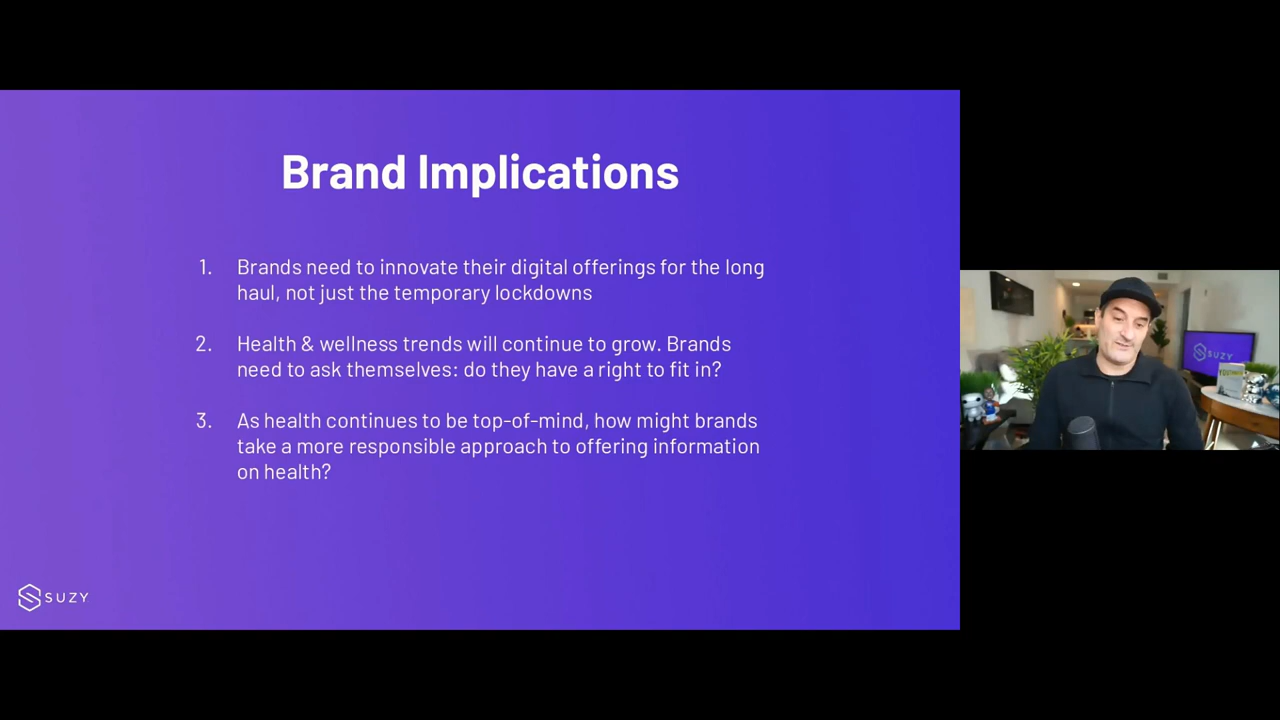 Brand Implications
1. Brands need to innovate their digital offerings for the long
haul, not just the temporary lockdowns
2. Health & wellness trends will continue to grow. Brands
need to ask themselves: do they have a right to fit in?
3. As health continues to be top-of-mind, how might brands
take a more responsible approach to offering information
on health?
SUZY
SUZY